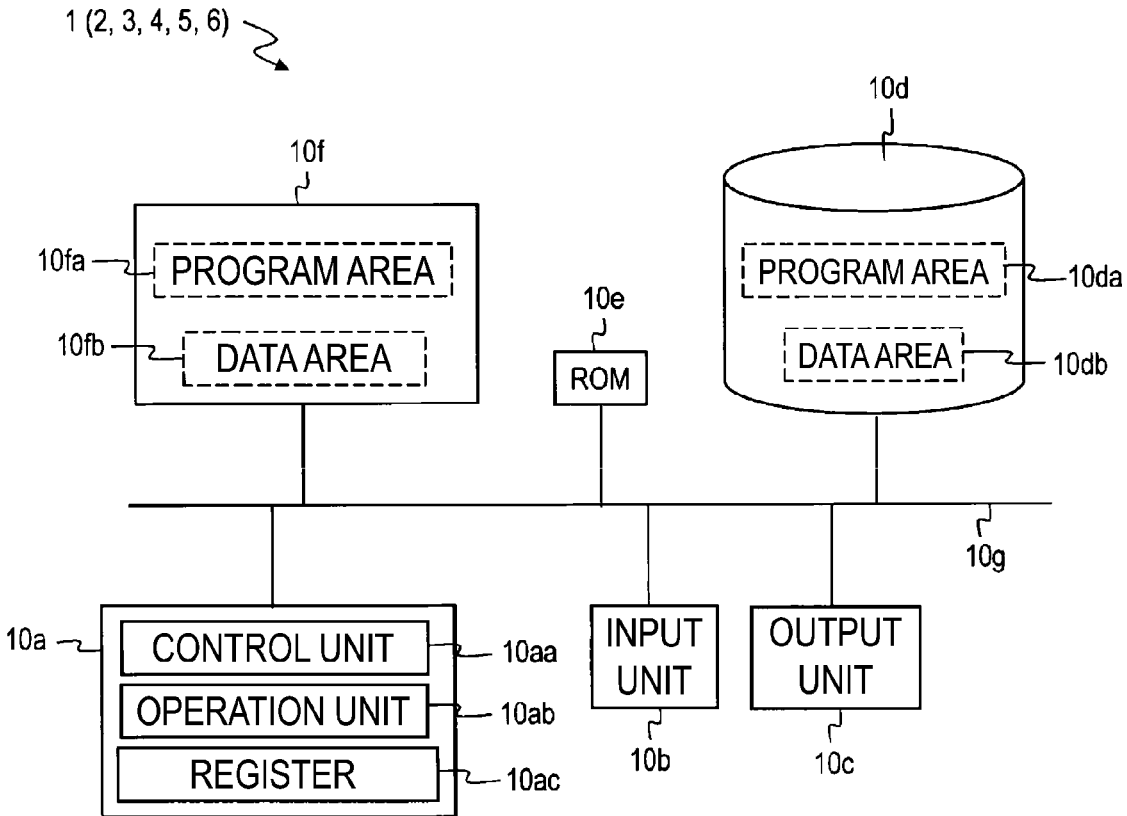 1 (2, 3, 4, 5, 6)
10d
10f
10fa
PROGRAM AREA
PROGRAM AREA
10da
10e
10fb
DATA AREA
ROM
DATA AREA
10db
10g
10a
CONTROL UNIT
10aa
INPUT
UNIT
OUTPUT
UNIT
OPERATION UNIT
10ab
10b
10c
REGISTER
10ac